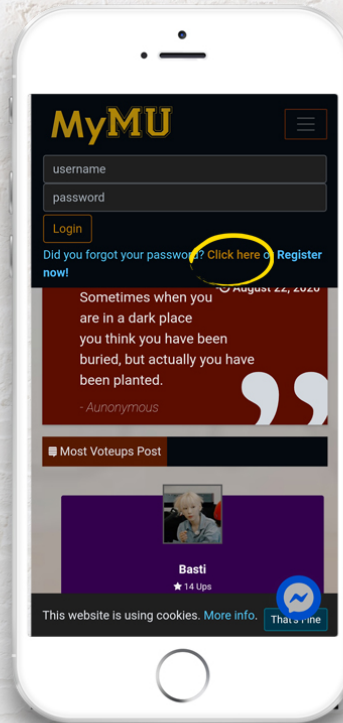 MyMU
username
password
Login
Did you forgot your password? Click here or Register
now!
August 22, 2020
Sometimes when you
are in a dark place
you think you have been
buried, but actually you have
been planted.
- Aunonymous
Most Voteups Post
Basti
14 Ups
This website is using cookies. More info.
That's Fine